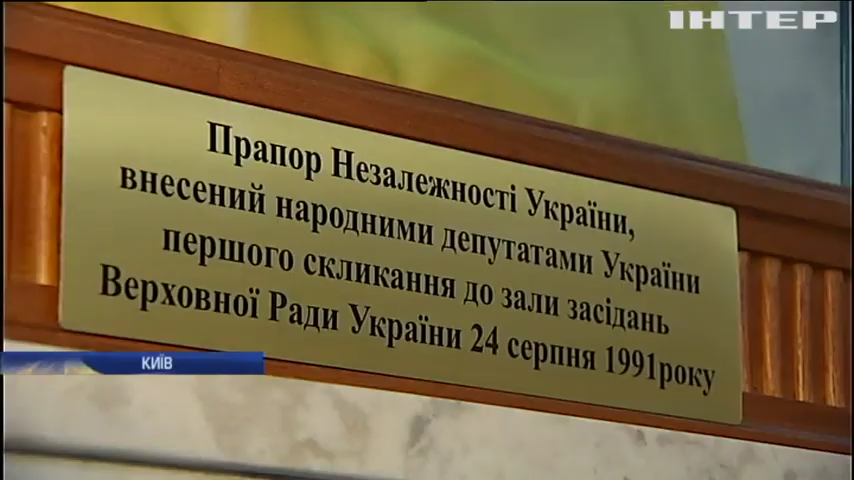 ІНТЕР
Прапор Незалежності України,
внесений народними депутатами України
першого скликання до зали засідань
Верховної Ради України 24 серпня 1991року
КИЇВ